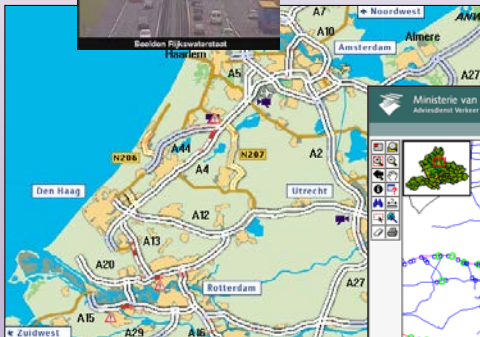 Beelden Rijkswaterstaat
Noordwest
A7
A10
Almere
ANW
Amsterdam
Haarlem
A5
A27
Ministerie van
Adviesdienst Verkeer
A44
N206
N207
A4
A2
Den Haag
Utrecht
A12
A13
A20
Rotterdam
A27
A15
Zuidwest
A29
A16